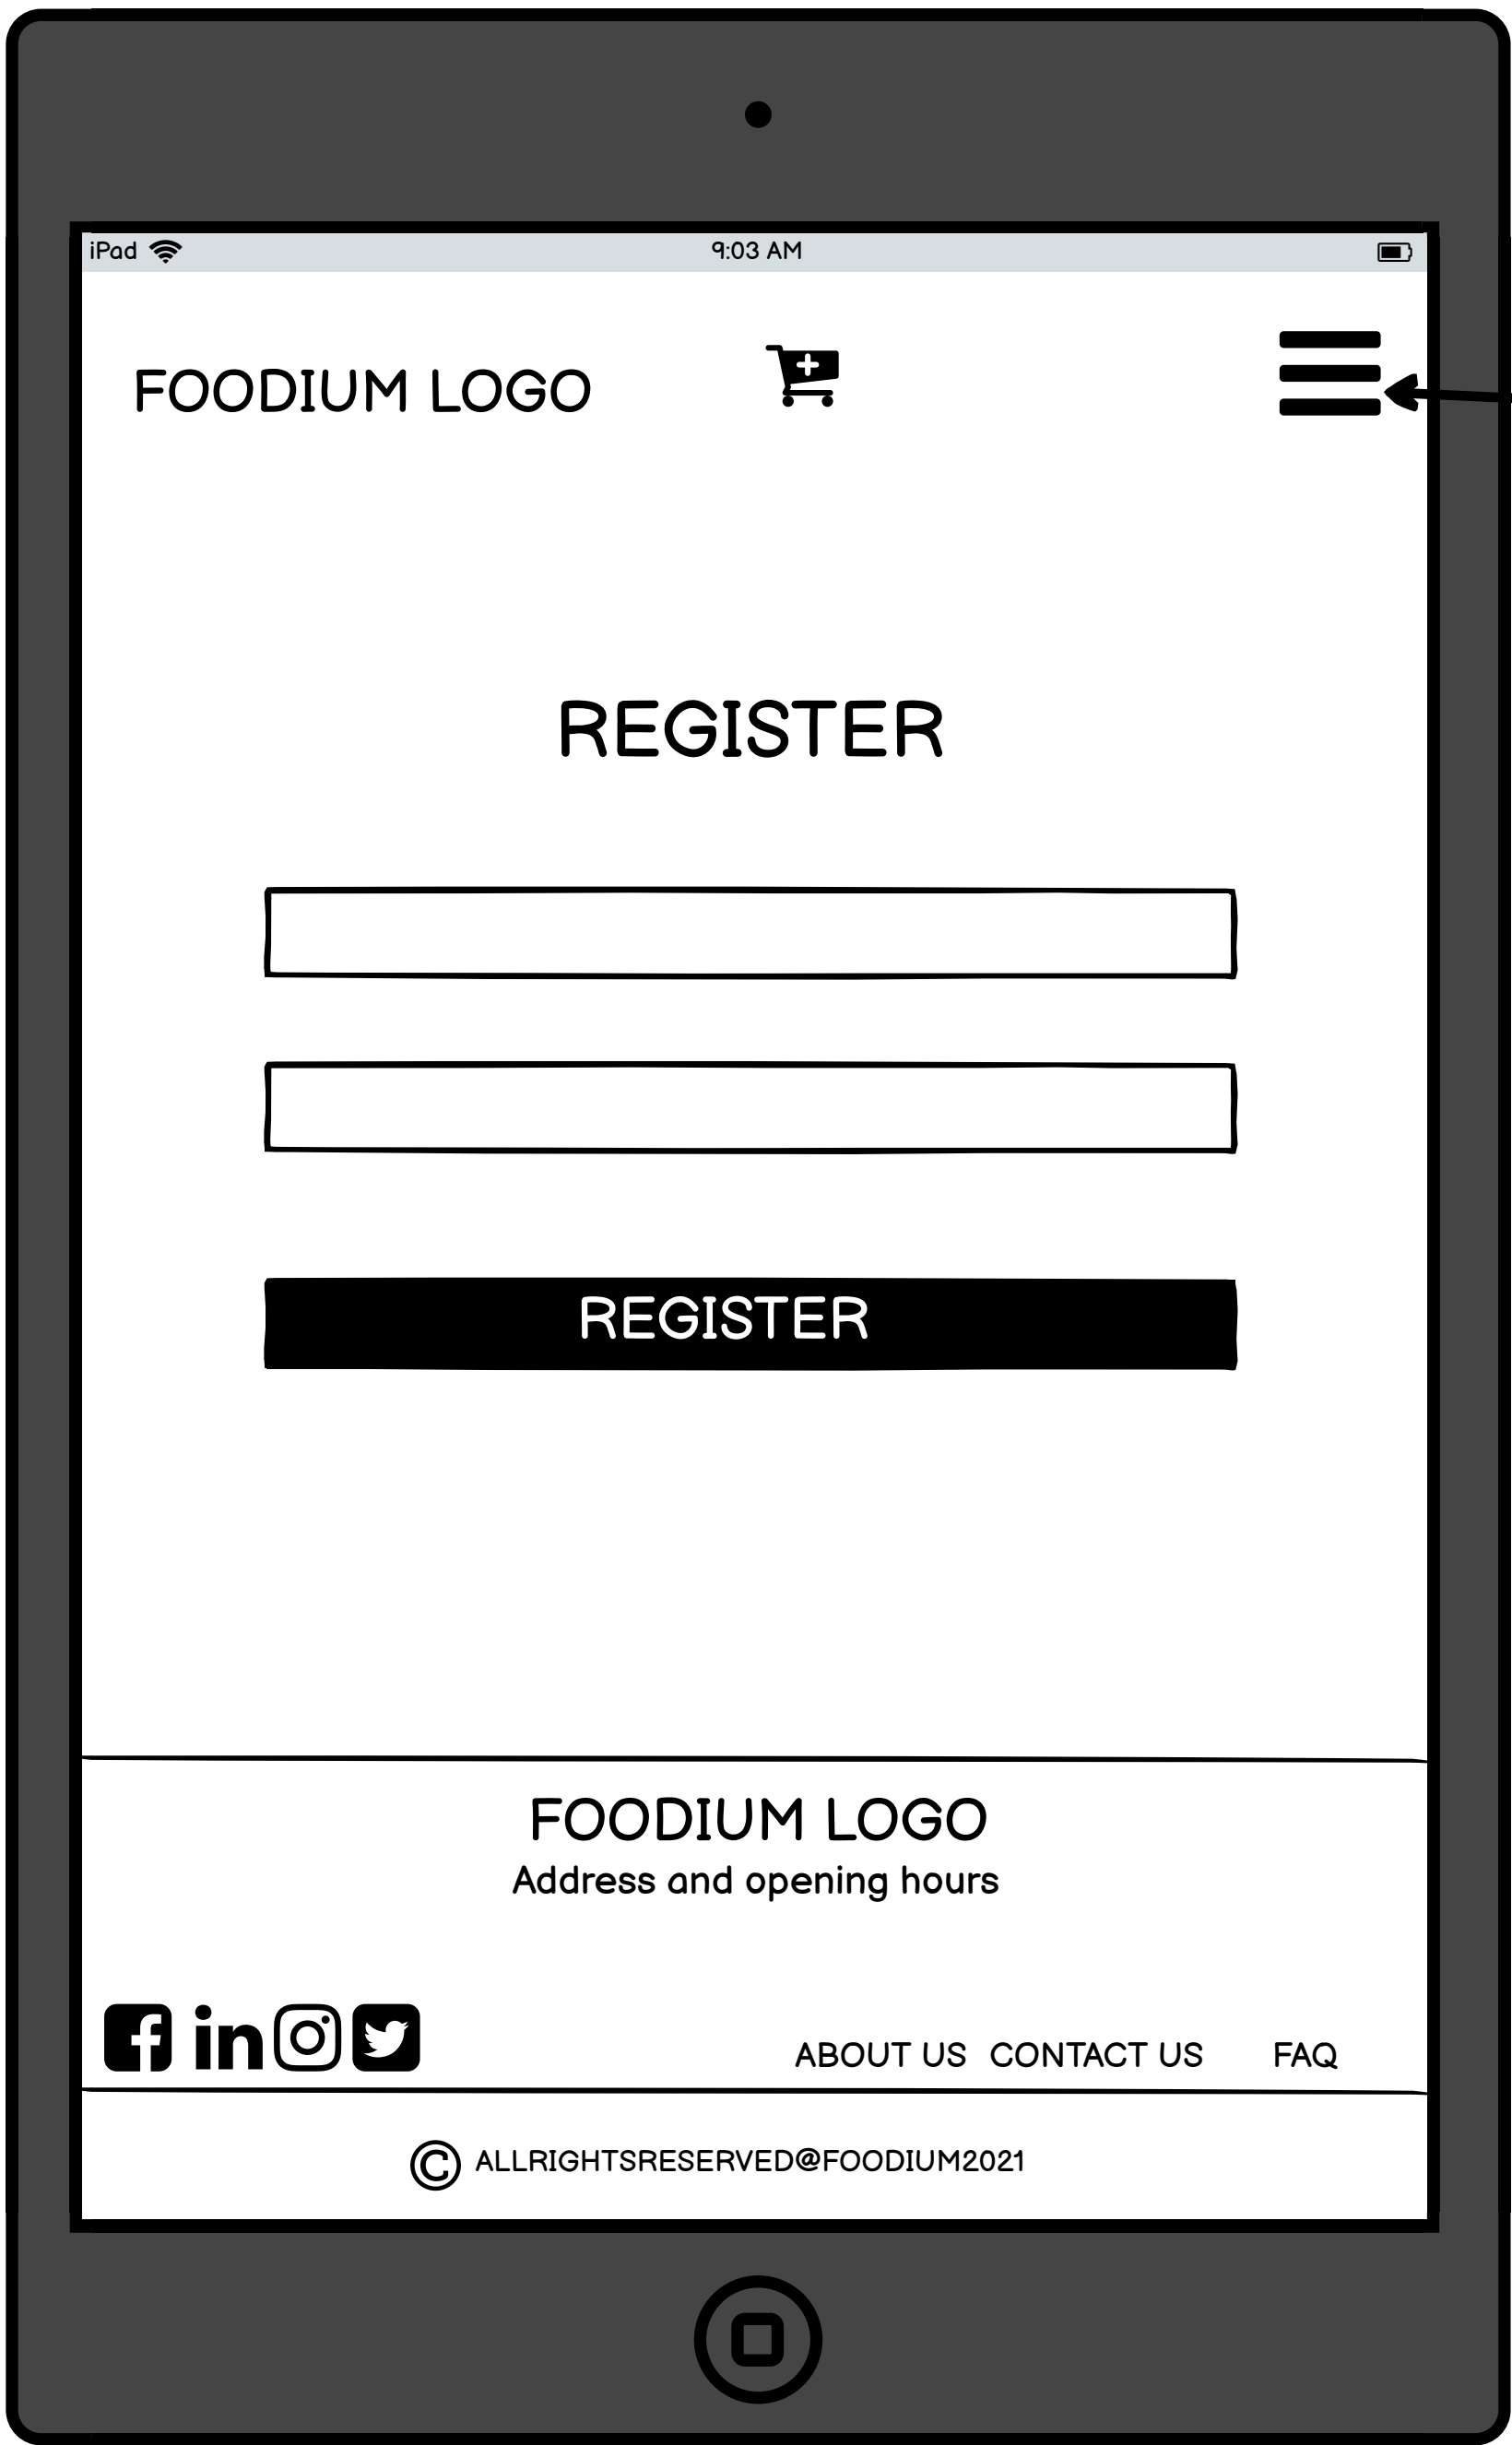 iPad 9:03 AM
FOODIUM LOGO
REGISTER
REGISTER
FOODIUM LOGO
Address and opening hours
ABOUT US CONTACT US FAQ
© ALLRIGHTSRESERVED@FOODIUM2021